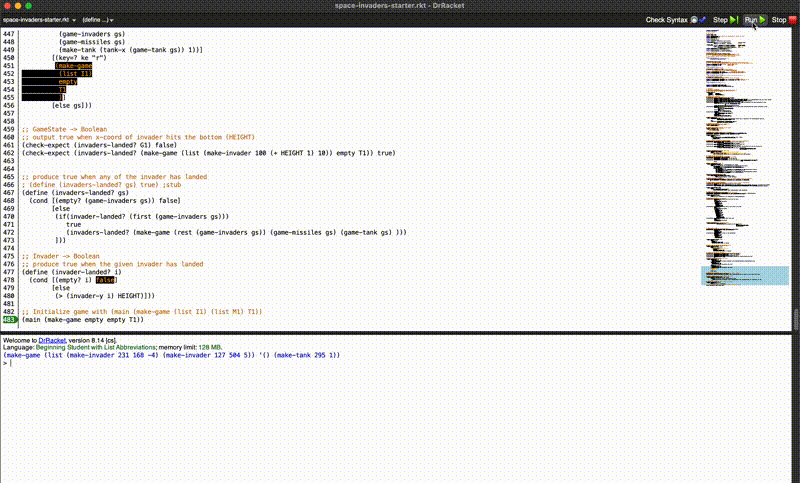 space-invaders-starter.rkt - DrRacket
space-invaders-starter.rkt (define ...) Check Syntax Step Run Stop
447 (game-invaders gs)
448 (game-missiles gs)
449 (make-tank (tank-x (game-tank gs)) 1))]
450 [(key=? ke "r")
451 (make-game
452 (list I1)
453 empty
454 T1
455 )]
456 [else gs]))
457
458
459 ;; GameState -> Boolean
460 ;; output true when x-coord of invader hits the bottom (HEIGHT)
461 (check-expect (invaders-landed? G1) false)
462 (check-expect (invaders-landed? (make-game (list (make-invader 100 (+ HEIGHT 1) 10)) empty T1)) true)
463
464
465 ;; produce true when any of the invader has landed
466 ; (define (invaders-landed? gs) true) ;stub
467 (define (invaders-landed? gs)
468 (cond [(empty? (game-invaders gs)) false]
469 [else
470 (if(invader-landed? (first (game-invaders gs)))
471 true
472 (invaders-landed? (make-game (rest (game-invaders gs)) (game-missiles gs) (game-tank gs) )))
473 ]))
474
475 ;; Invader -> Boolean
476 ;; produce true when the given invader has landed
477 (define (invader-landed? i)
478 (cond [(empty? i) false]
479 [else
480 (> (invader-y i) HEIGHT)]))
481
482 ;; Initialize game with (main (make-game (list I1) (list M1) T1))
483 (main (make-game empty empty T1))
Welcome to DrRacket, version 8.14 [cs].
Language: Beginning Student with List Abbreviations; memory limit: 128 MB.
(make-game (list (make-invader 231 168 -4) (make-invader 127 504 5)) '() (make-tank 295 1))
>